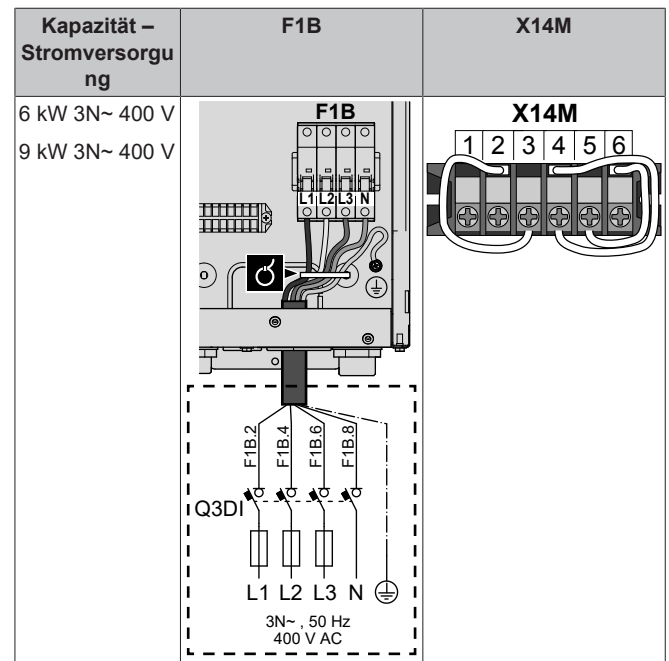 Kapazität –
Stromversorgu
ng
F1B
X14M
6 kW 3N~ 400 V
9 kW 3N~ 400 V
F1B
L1 L2 L3 N
X14M
1 2 3 4 5 6
F1B.2
F1B.4
F1B.6
F1B.8
Q3DI
L1 L2 L3 N
3N~ , 50 Hz
400 V AC